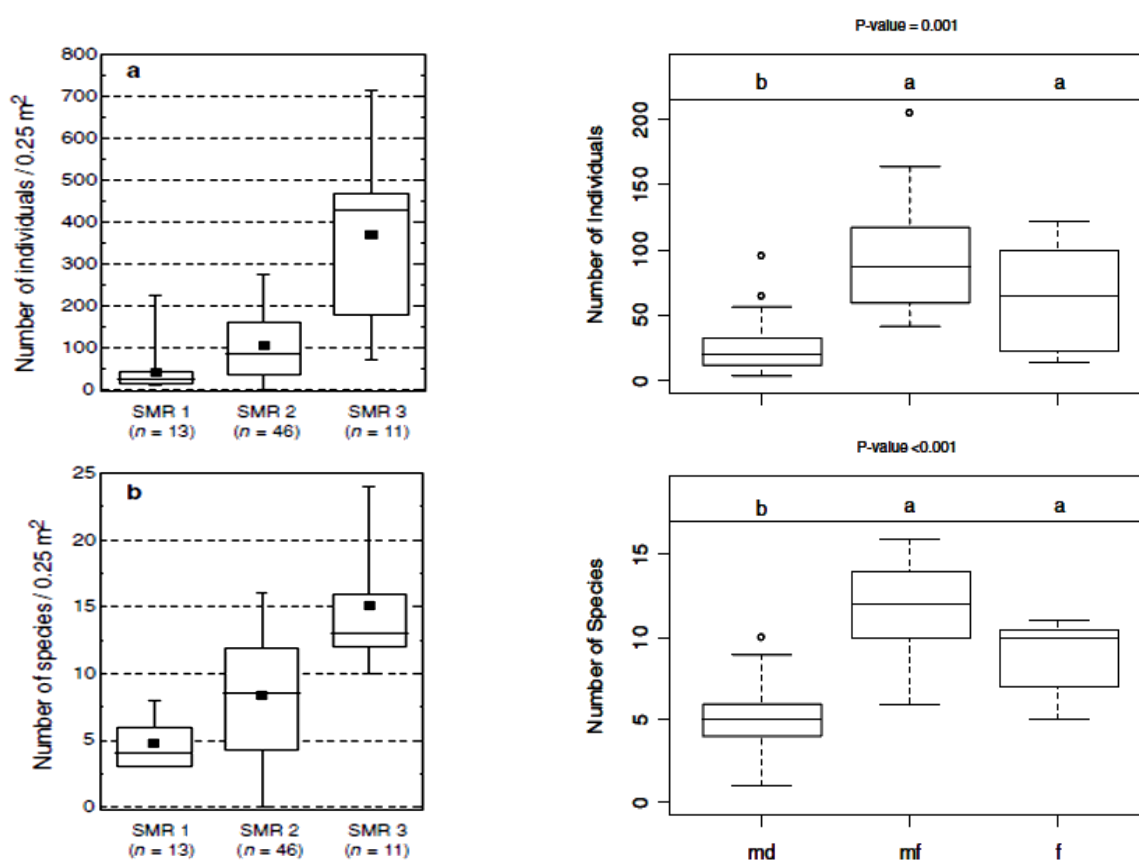 a
Number of individuals / 0.25 m²
800
700
600
500
400
300
200
100
0
SMR 1 SMR 2 SMR 3
(n = 13) (n = 46) (n = 11)
b
Number of species / 0.25 m²
25
20
15
10
5
0
SMR 1 SMR 2 SMR 3
(n = 13) (n = 46) (n = 11)
P-value = 0.001
b a a
Number of Individuals
200
150
100
50
0
P-value <0.001
b a a
Number of Species
15
10
5
0
md mf f